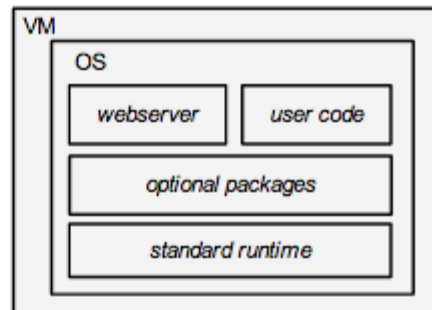 VM
OS
webserver user code
optional packages
standard runtime